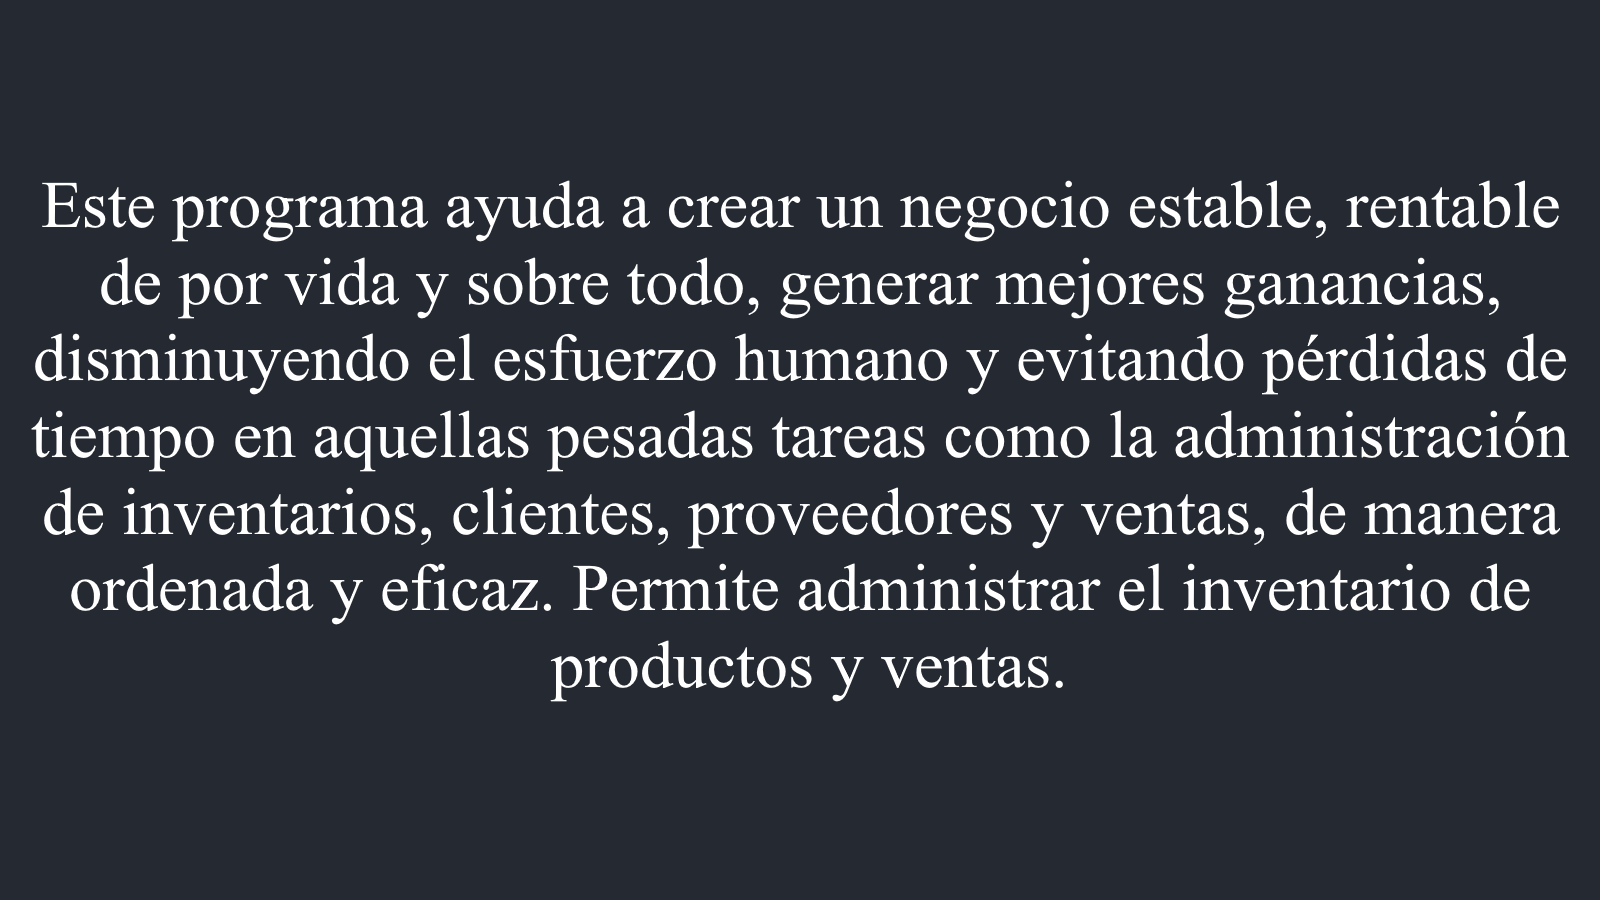 Este programa ayuda a crear un negocio estable, rentable
de por vida y sobre todo, generar mejores ganancias,
disminuyendo el esfuerzo humano y evitando pérdidas de
tiempo en aquellas pesadas tareas como la administración
de inventarios, clientes, proveedores y ventas, de manera
ordenada y eficaz. Permite administrar el inventario de
productos y ventas.